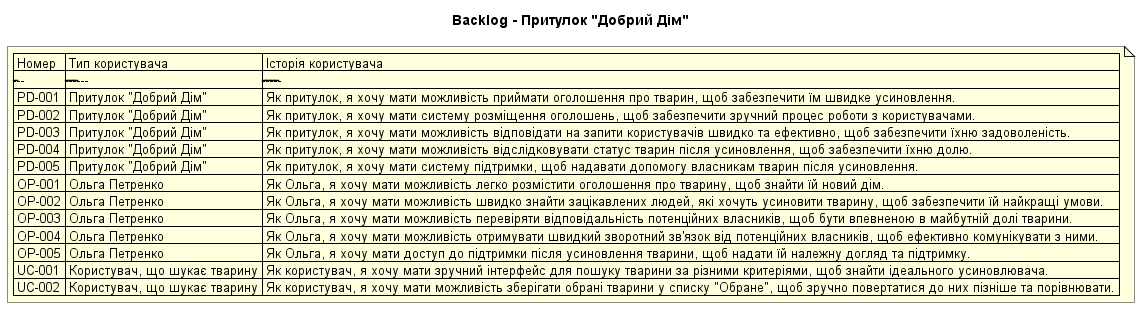 Backlog - Притулок "Добрий Дім"
Номер Тип користувача Історія користувача
PD-001 Притулок "Добрий Дім" Як притулок, я хочу мати можливість приймати оголошення про тварин, щоб забезпечити їм швидке усиновлення.
PD-002 Притулок "Добрий Дім" Як притулок, я хочу мати систему розміщення оголошень, щоб забезпечити зручний процес роботи з користувачами.
PD-003 Притулок "Добрий Дім" Як притулок, я хочу мати можливість відповідати на запити користувачів швидко та ефективно, щоб забезпечити їхню задоволеність.
PD-004 Притулок "Добрий Дім" Як притулок, я хочу мати можливість відслідковувати статус тварин після усиновлення, щоб забезпечити їхню долю.
PD-005 Притулок "Добрий Дім" Як притулок, я хочу мати систему підтримки, щоб надавати допомогу власникам тварин після усиновлення.
OP-001 Ольга Петренко Як Ольга, я хочу мати можливість легко розмістити оголошення про тварину, щоб знайти їй новий дім.
OP-002 Ольга Петренко Як Ольга, я хочу мати можливість швидко знайти зацікавлених людей, які хочуть усиновити тварину, щоб забезпечити їй найкращі умови.
OP-003 Ольга Петренко Як Ольга, я хочу мати можливість перевіряти відповідальність потенційних власників, щоб бути впевненою в майбутній долі тварини.
OP-004 Ольга Петренко Як Ольга, я хочу мати можливість отримувати швидкий зворотний зв'язок від потенційних власників, щоб ефективно комунікувати з ними.
OP-005 Ольга Петренко Як Ольга, я хочу мати доступ до підтримки після усиновлення тварини, щоб надати їй належну догляд та підтримку.
UC-001 Користувач, що шукає тварину Як користувач, я хочу мати зручний інтерфейс для пошуку тварини за різними критеріями, щоб знайти ідеального усиновлювача.
UC-002 Користувач, що шукає тварину Як користувач, я хочу мати можливість зберігати обрані тварини у списку "Обране", щоб зручно повертатися до них пізніше та порівнювати.